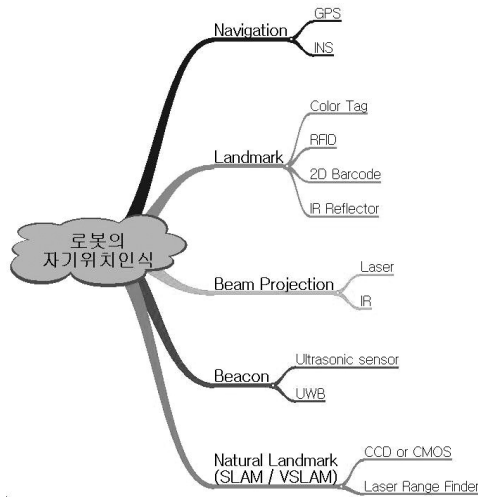 Navigation
GPS
INS
Landmark
Color Tag
RFID
2D Barcode
IR Reflector
로봇의
자기위치인식
Beam Projection
Laser
IR
Beacon
Ultrasonic sensor
UWB
Natural Landmark
(SLAM / VSLAM)
CCD or CMOS
Laser Range Finder